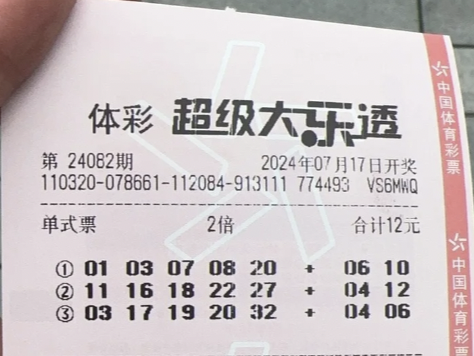 体彩 超级大乐透
第 24082期 2024年07月17日开奖
110320-078661-112084-913111 774493 VS6MWQ
单式票 2倍 合计12元
① 01 03 07 08 20 + 06 10
② 11 16 18 22 27 + 04 12
③ 03 17 19 20 32 + 04 06
中国体育彩票
中国体育彩票